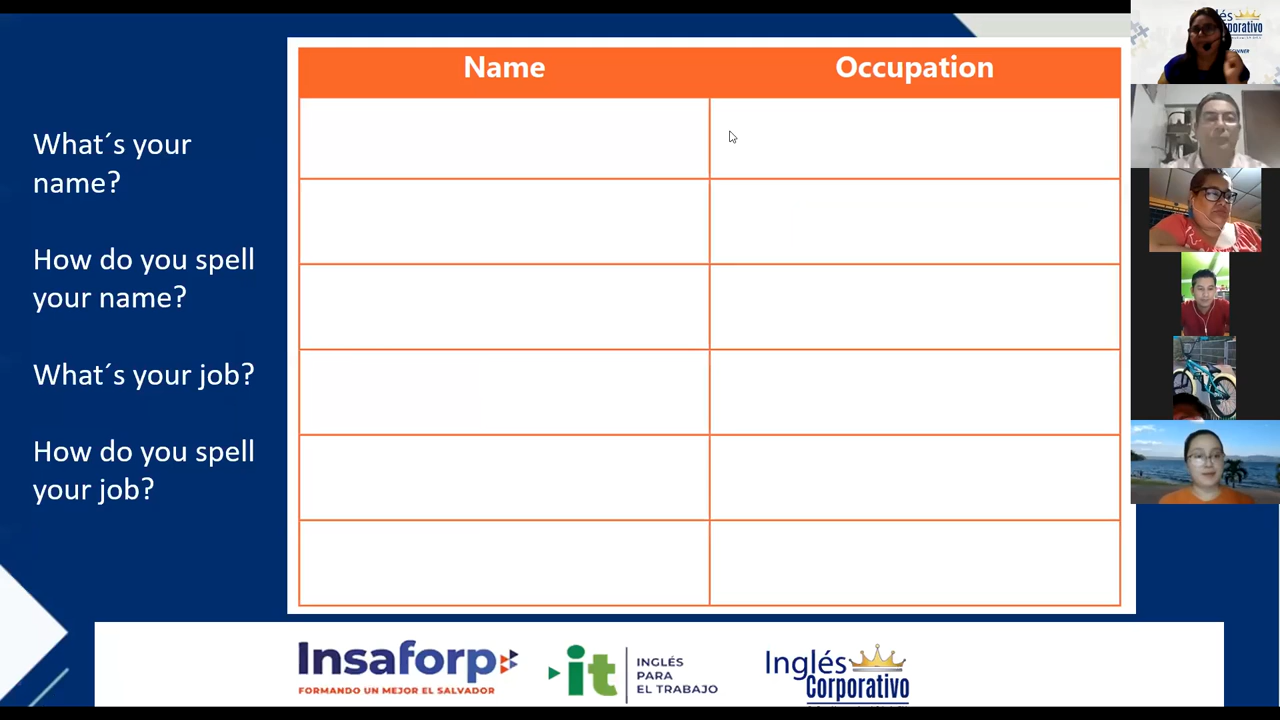 Name
Occupation
What´s your
name?
How do you spell
your name?
What´s your job?
How do you spell
your job?
Insaforp
FORMANDO UN MEJOR EL SALVADOR
it
INGLÉS
PARA
EL TRABAJO
Inglés
Corporativo